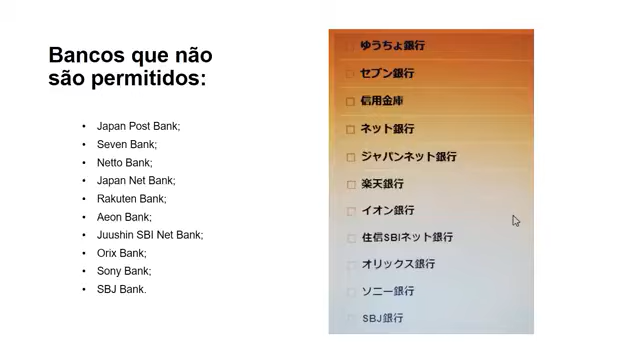 Bancos que não
são permitidos:
• Japan Post Bank;
• Seven Bank;
• Netto Bank;
• Japan Net Bank;
• Rakuten Bank;
• Aeon Bank;
• Juushin SBI Net Bank;
• Orix Bank;
• Sony Bank;
• SBJ Bank.
ゆうちょ銀行
セブン銀行
信用金庫
ネット銀行
ジャパンネット銀行
楽天銀行
イオン銀行
住信SBIネット銀行
オリックス銀行
ソニー銀行
SBJ銀行